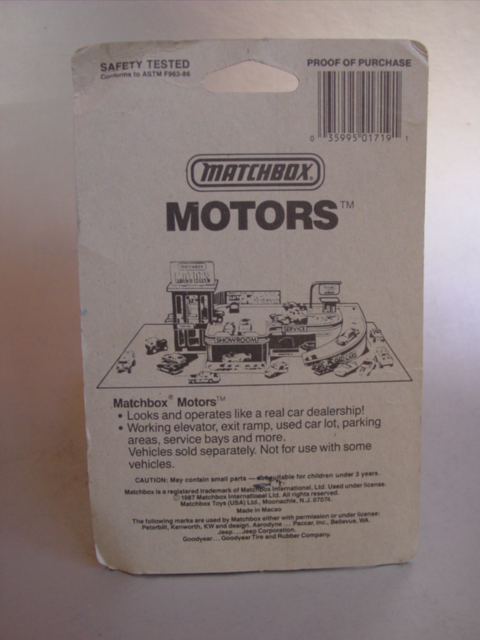 SAFETY TESTED
Conforms to ASTM F963-86
PROOF OF PURCHASE
0 35995 01719 1
MATCHBOX®
MOTORS™
MATCHBOX
MOTORS
SHOWROOM
SERVICE
Matchbox® Motors™
• Looks and operates like a real car dealership!
• Working elevator, exit ramp, used car lot, parking
areas, service bays and more.
Vehicles sold separately. Not for use with some
vehicles.
CAUTION: May contain small parts — for children under 3 years.
Matchbox is a registered trademark of Matchbox International, Ltd. Used under license.
© 1987 Matchbox International Ltd. All rights reserved.
Matchbox Toys (USA) Ltd., Moonachie, N.J. 07074.
Made in Macao
The following marks are used by Matchbox either with permission or under license:
Peterbilt, Kenworth, KW and design. Aerodyne ... Paccar, Inc., Bellevue, WA.
Jeep ... Jeep Corporation.
Goodyear ... Goodyear Tire and Rubber Company.